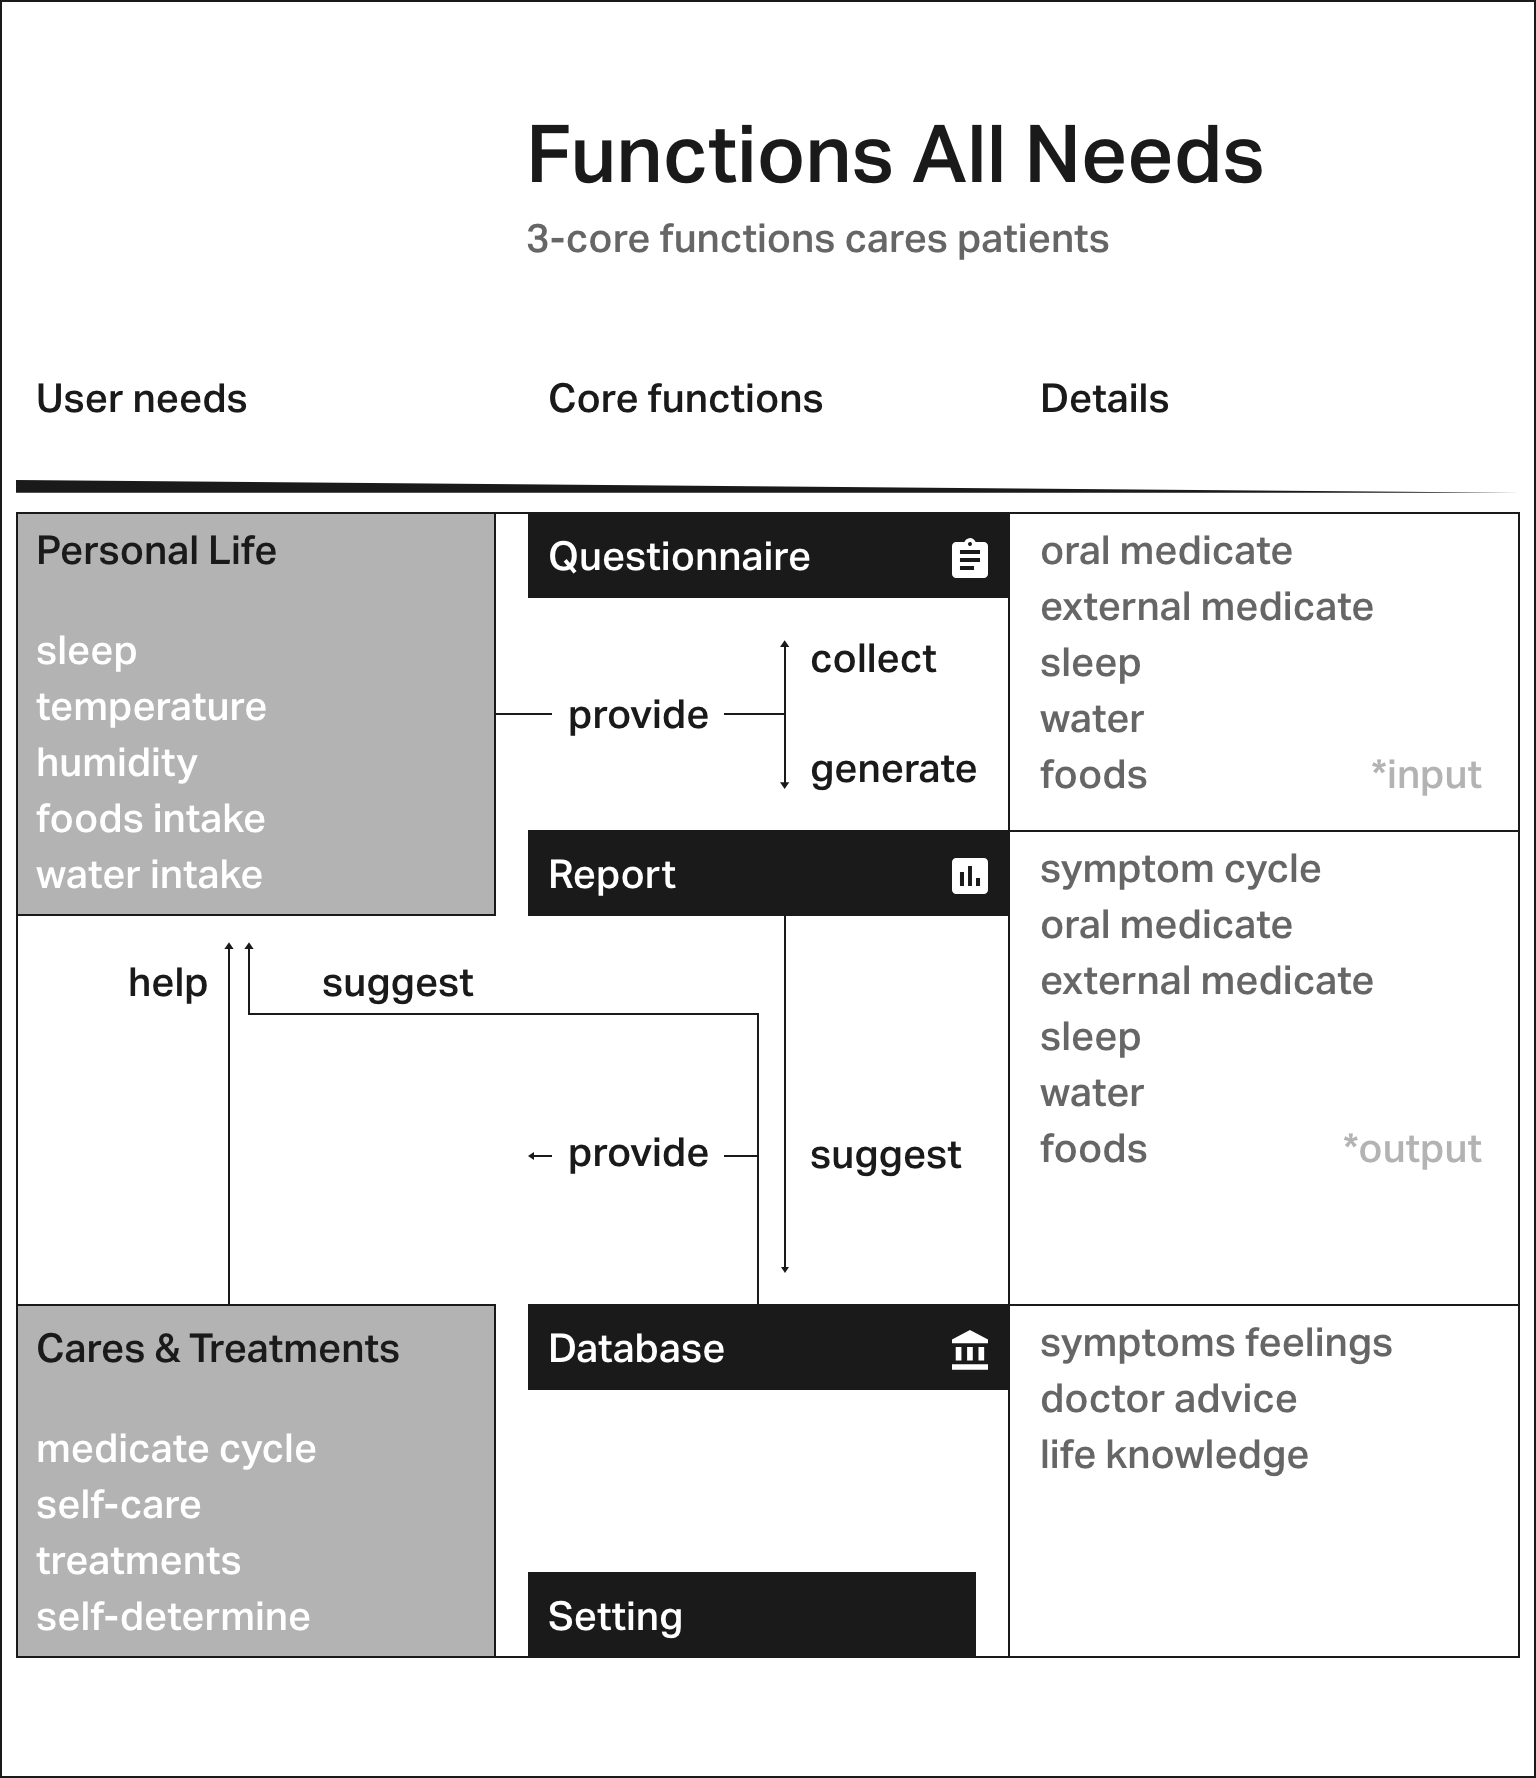 Functions All Needs
3-core functions cares patients
User needs
Core functions
Details
Personal Life
sleep
temperature
humidity
foods intake
water intake
Questionnaire
provide
collect
generate
oral medicate
external medicate
sleep
water
foods
*input
Report
symptom cycle
oral medicate
external medicate
sleep
water
foods
*output
help
suggest
provide
suggest
Cares & Treatments
medicate cycle
self-care
treatments
self-determine
Database
symptoms feelings
doctor advice
life knowledge
Setting